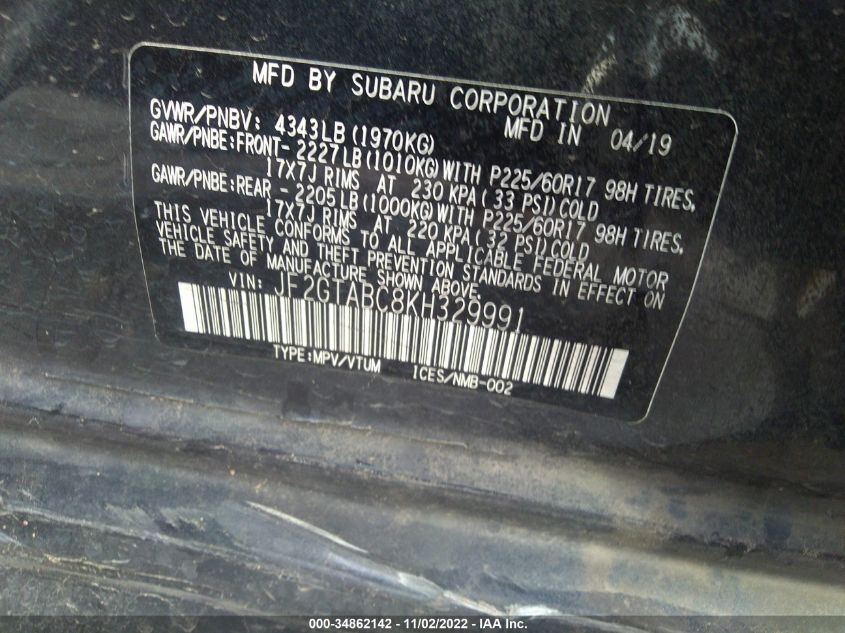 MFD BY SUBARU CORPORATION
GVWR/PNBV: 4343LB(1970KG) MFD IN 04/19
GAWR/PNBE:FRONT- 2227LB(1010KG)WITH P225/60R17 98H TIRES,
17X7J RIMS AT 230 KPA( 33 PSI)COLD
GAWR/PNBE:REAR - 2205LB(1000KG)WITH P225/60R17 98H TIRES,
17X7J RIMS AT 220 KPA( 32 PSI)COLD
THIS VEHICLE CONFORMS TO ALL APPLICABLE FEDERAL MOTOR
VEHICLE SAFETY AND THEFT PREVENTION STANDARDS IN EFFECT ON
THE DATE OF MANUFACTURE SHOWN ABOVE.
VIN: JF2GTABC8KH329991
TYPE:MPV/VTUM ICES/NMB-002
000-34862142 - 11/02/2022 - IAA Inc.